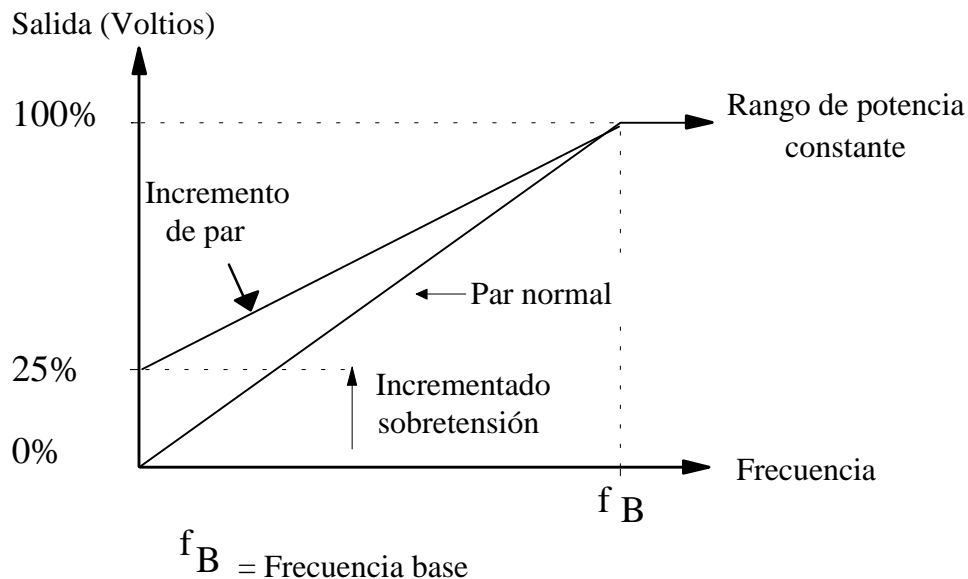 Salida (Voltios)
100%
Rango de potencia
constante
Incremento
de par
Par normal
25%
Incrementado
sobretensión
0%
Frecuencia
f B
f B = Frecuencia base